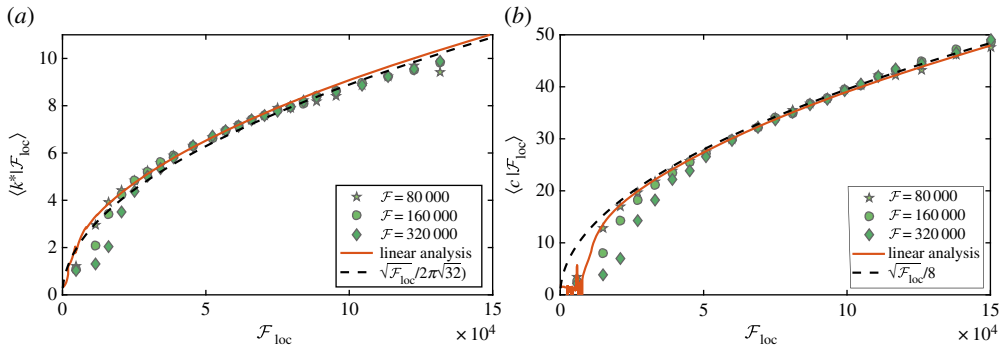 (a)
(b)
10
8
6
4
2
0
⟨k*|ℱloc⟩
ℱ = 80 000
ℱ = 160 000
ℱ = 320 000
linear analysis
√ℱloc/2π√32)
0
5
10
15
ℱloc
× 10⁴
50
40
30
20
10
0
⟨c |ℱloc⟩
ℱ = 80 000
ℱ = 160 000
ℱ = 320 000
linear analysis
√ℱloc/8
0
5
10
15
ℱloc
× 10⁴